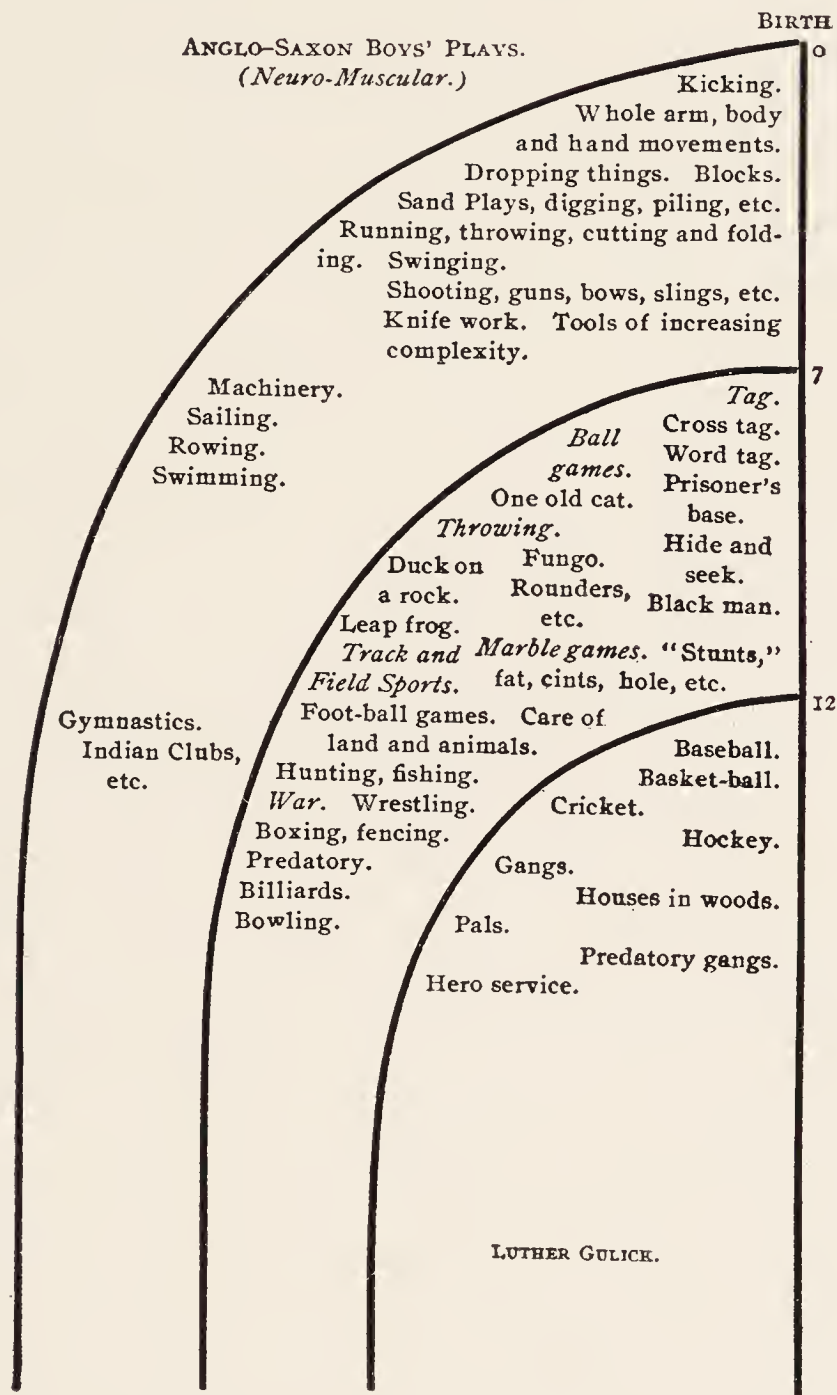 BIRTH
ANGLO-SAXON BOYS' PLAYS.
(Neuro-Muscular.)
0
Kicking.
Whole arm, body
and hand movements.
Dropping things. Blocks.
Sand Plays, digging, piling, etc.
Running, throwing, cutting and fold-
ing. Swinging.
Shooting, guns, bows, slings, etc.
Knife work. Tools of increasing
complexity.
Machinery.
Sailing.
Rowing.
Swimming.
Gymnastics.
Indian Clubs,
etc.
7
Tag.
Cross tag.
Word tag.
Prisoner's
base.
Hide and
seek.
Black man.
Ball
games.
One old cat.
Fungo.
Rounders,
etc.
Throwing.
Duck on
a rock.
Leap frog.
Track and
Field Sports.
Marble games. "Stunts,"
fat, cints, hole, etc.
Foot-ball games. Care of
land and animals.
Hunting, fishing.
War. Wrestling.
Boxing, fencing.
Predatory.
Billiards.
Bowling.
12
Baseball.
Basket-ball.
Cricket.
Hockey.
Gangs.
Houses in woods.
Pals.
Predatory gangs.
Hero service.
LUTHER GULICK.